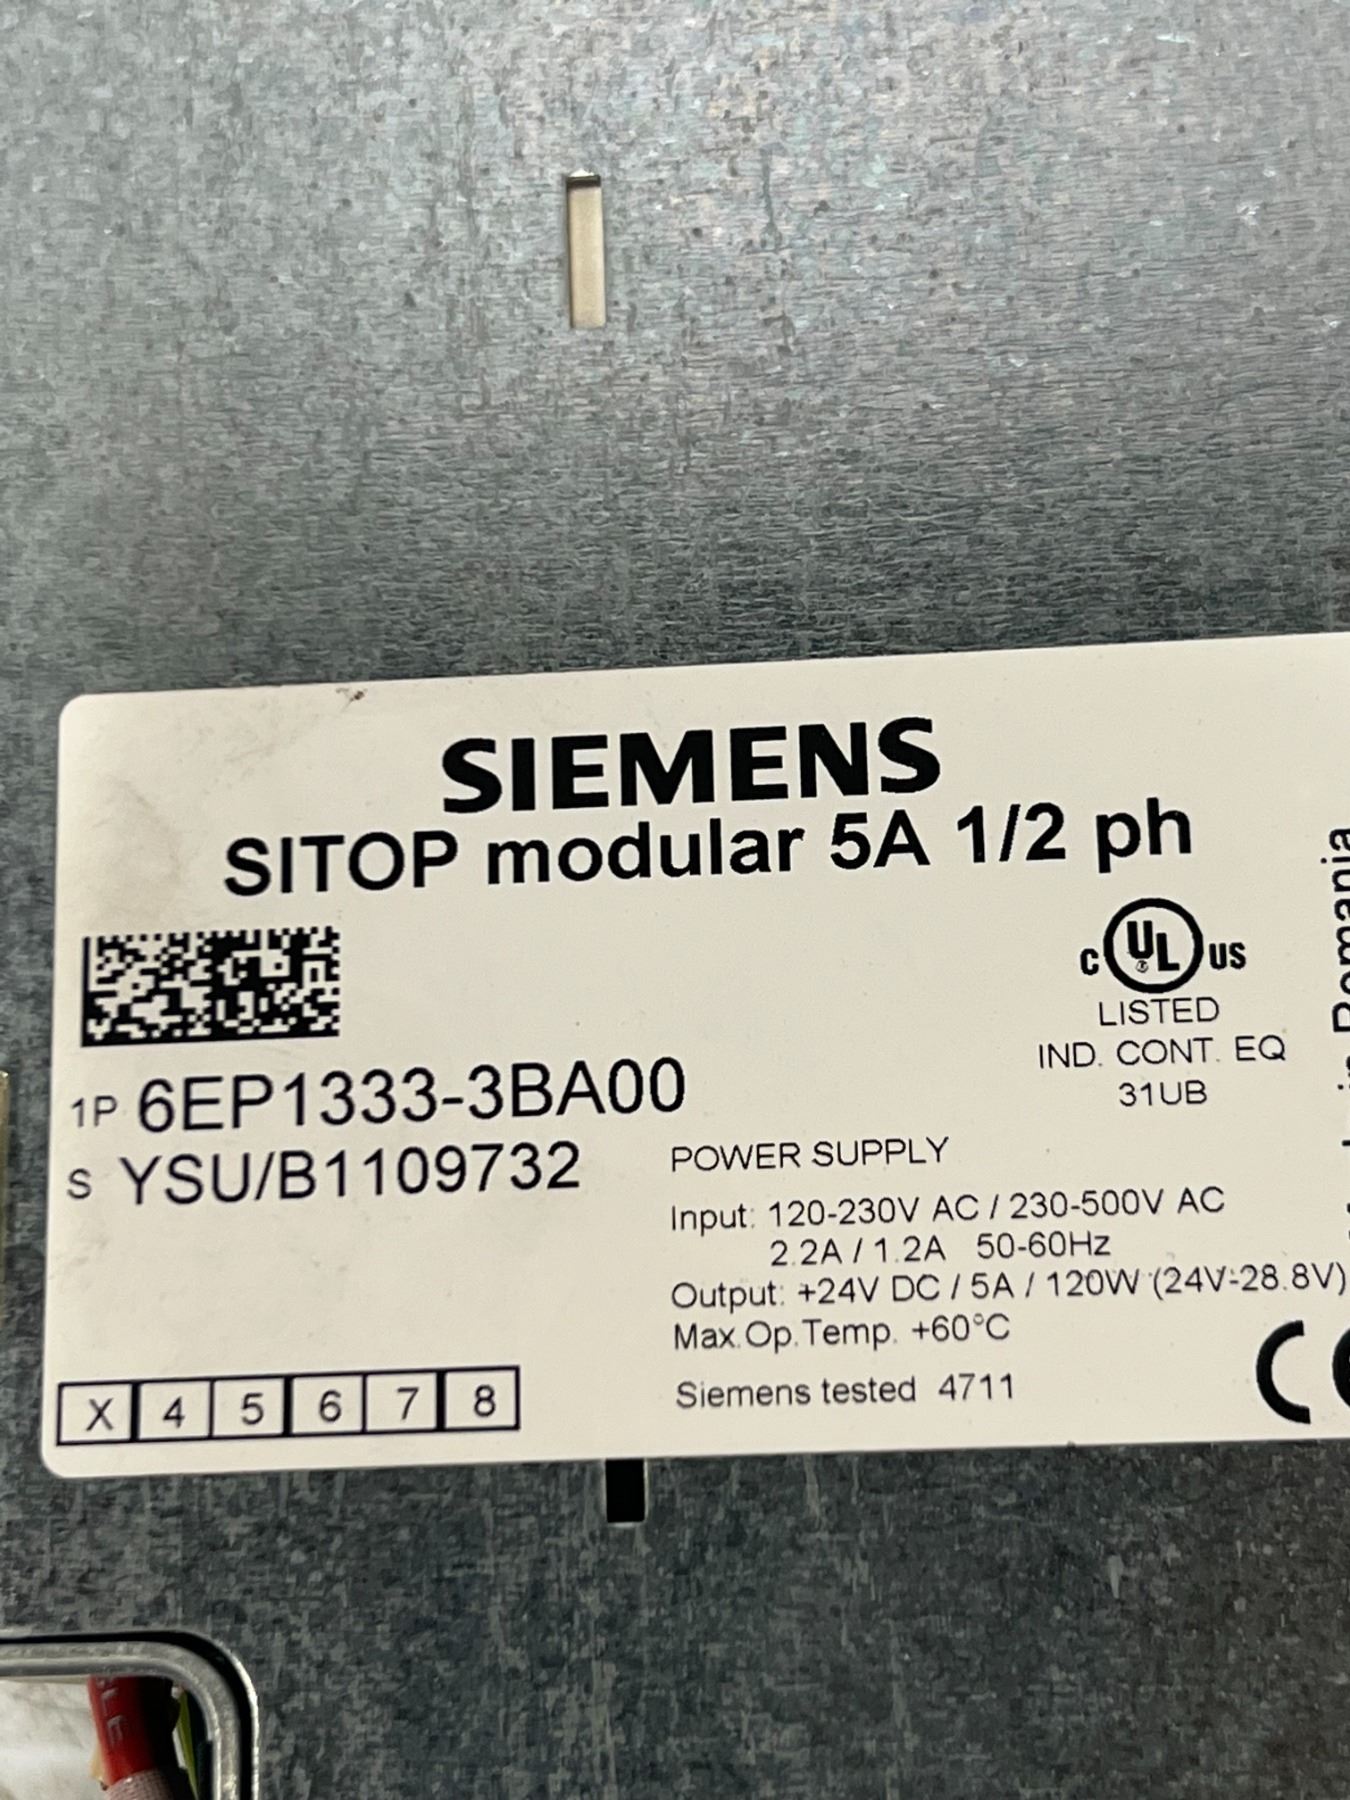 SIEMENS
SITOP modular 5A 1/2 ph
C UL US
LISTED
IND. CONT. EQ
31UB
1P 6EP1333-3BA00
S YSU/B1109732
POWER SUPPLY
Input: 120-230V AC / 230-500V AC
2.2A / 1.2A 50-60Hz
Output: +24V DC / 5A / 120W (24V-28.8V)
Max.Op.Temp. +60°C
Siemens tested 4711
X 4 5 6 7 8
CE
in Romania